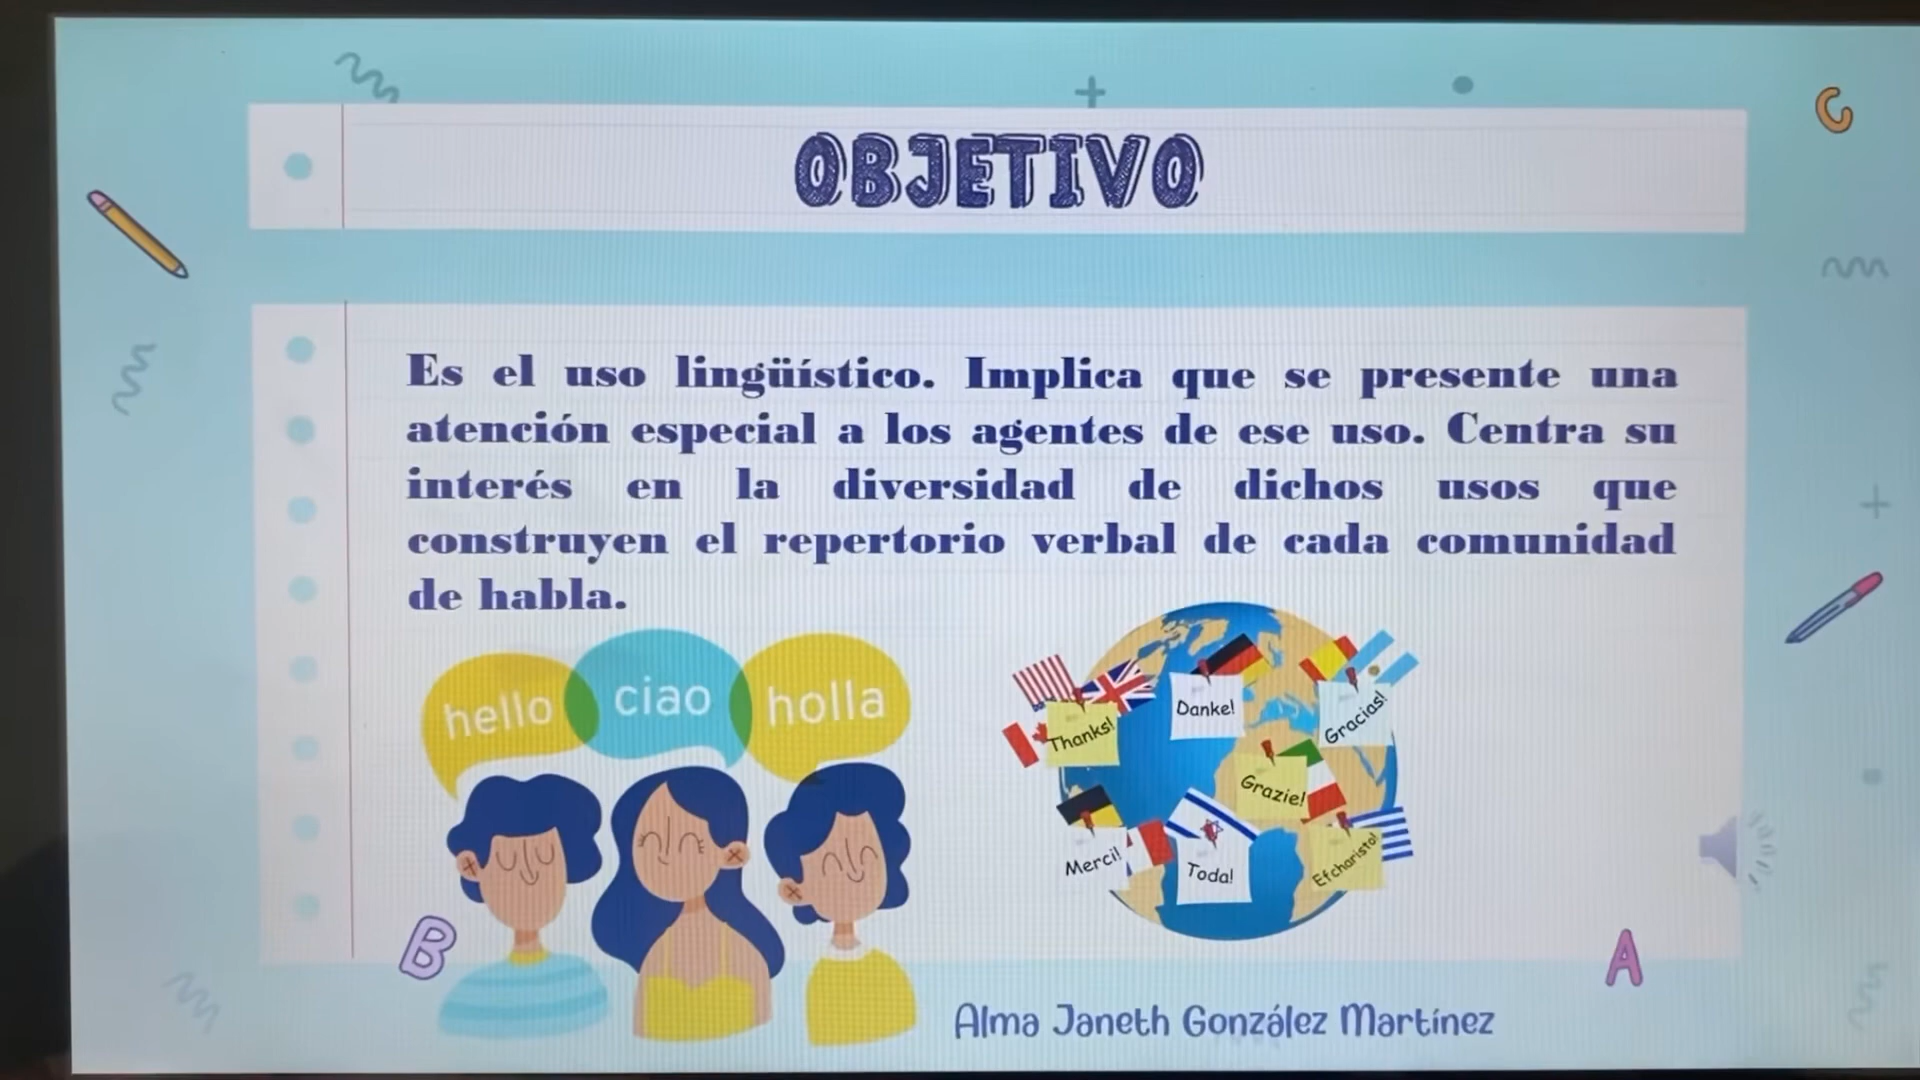 OBJETIVO
Es el uso lingüístico. Implica que se presente una
atención especial a los agentes de ese uso. Centra su
interés en la diversidad de dichos usos que
construyen el repertorio verbal de cada comunidad
de habla.
hello
ciao
holla
Thanks!
Danke!
Gracias!
Grazie!
Merci!
Toda!
Efcharisto!
B
A
C
Alma Janeth González Martínez